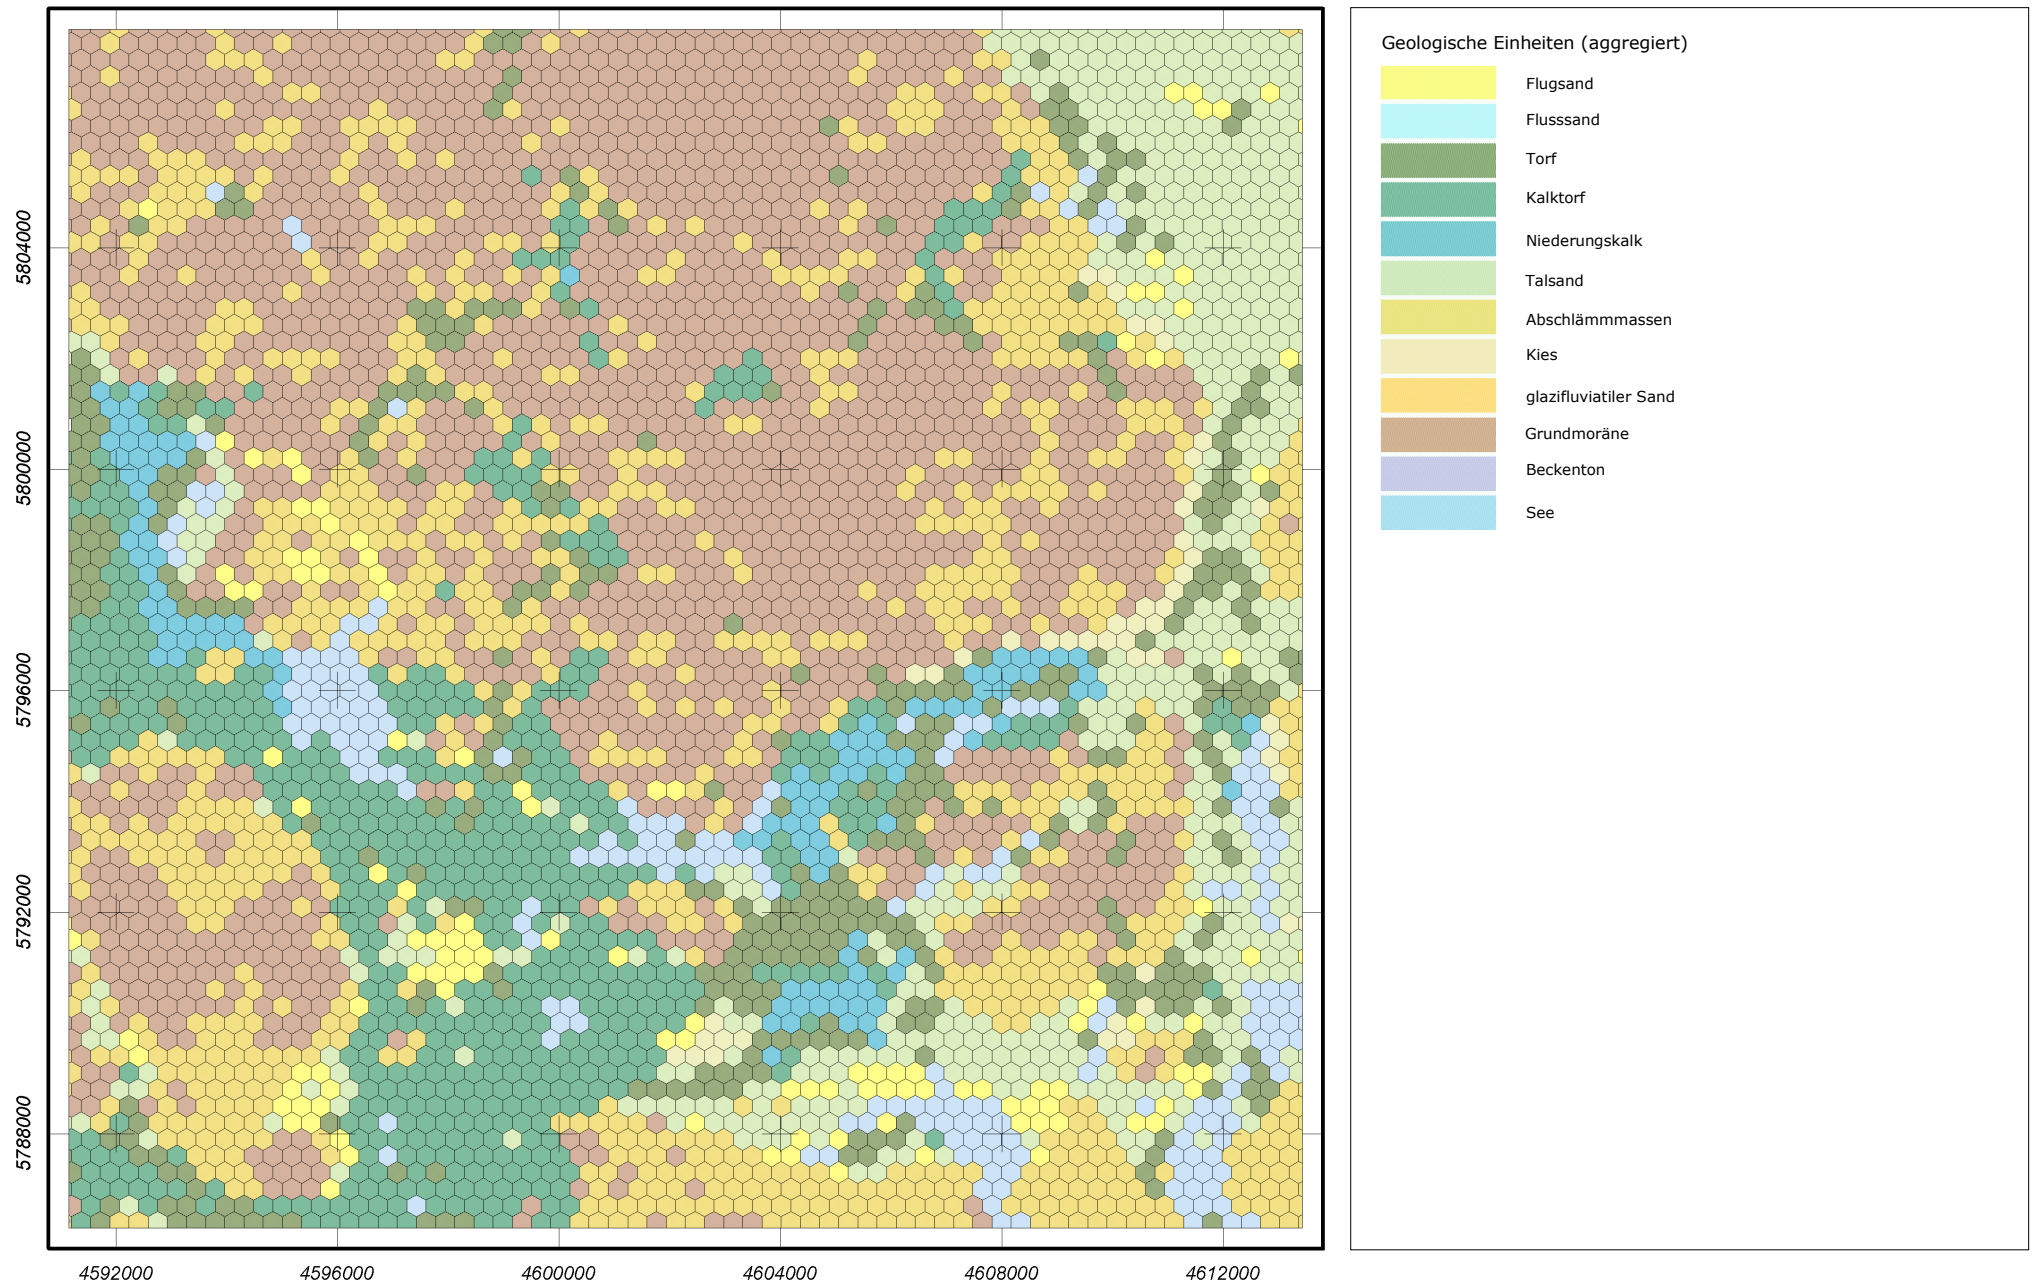 Geologische Einheiten (aggregiert)
Flugsand
Flusssand
Torf
Kalktorf
Niederungskalk
Talsand
Abschlämmmassen
Kies
glazifluviatiler Sand
Grundmoräne
Beckenton
See
5804000
5800000
5796000
5792000
5788000
4592000 4596000 4600000 4604000 4608000 4612000